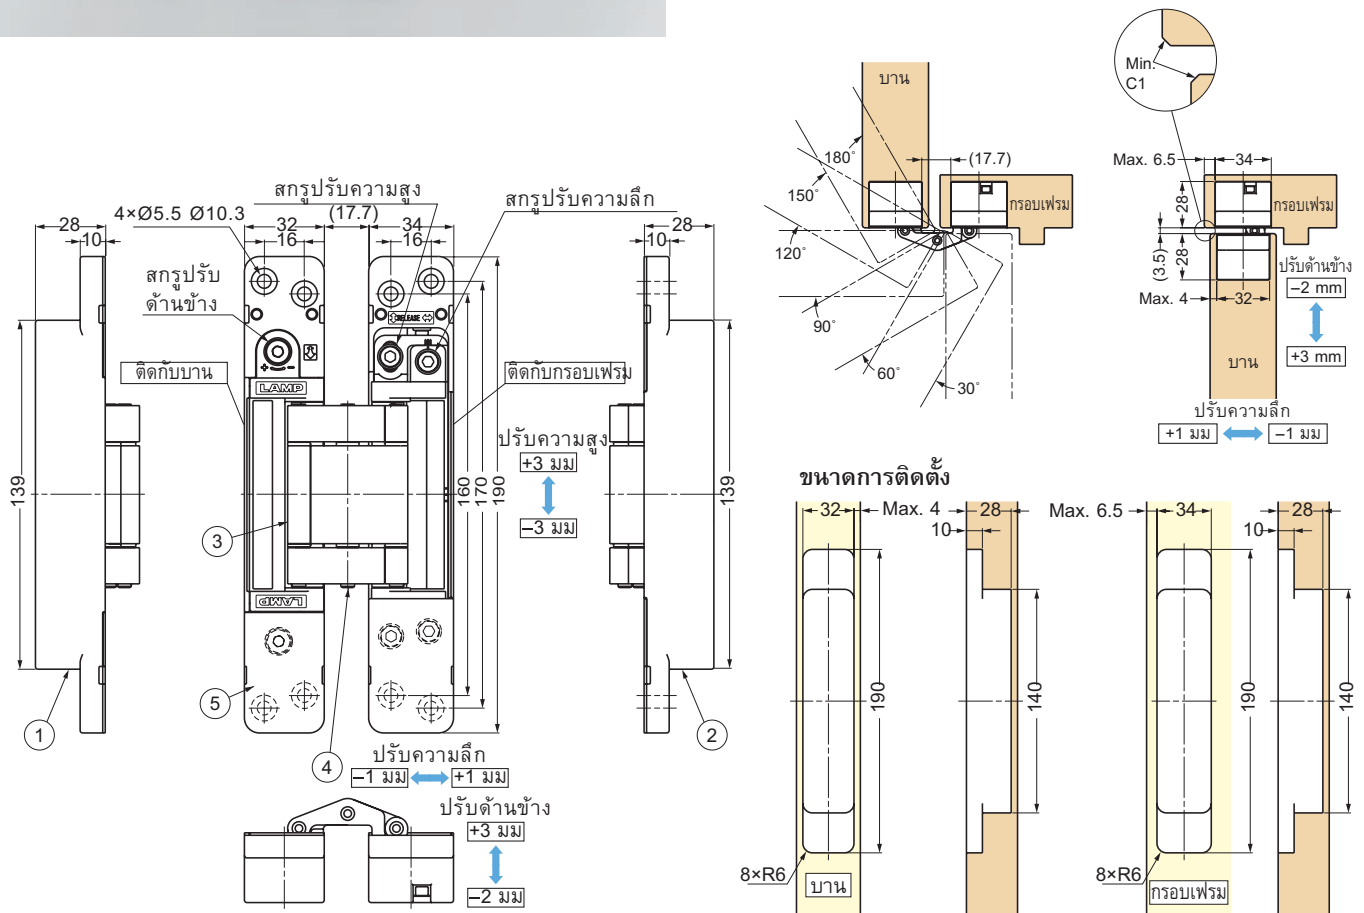 สกรูปรับความสูง
4×Ø5.5 Ø10.3
32
(17.7)
34
สกรูปรับความลึก
28
10
16
16
28
10
สกรูปรับ
ด้านข้าง
RELEASE
+
−
LAMP
ติดกับบาน
ติดกับกรอบเฟรม
139
160
170
190
139
ปรับความสูง
+3 มม
–3 มม
3
LAMP
5
1
4
2
ปรับความลึก
–1 มม
+1 มม
ปรับด้านข้าง
+3 มม
–2 มม
บาน
180°
(17.7)
150°
กรอบเฟรม
120°
90°
60°
30°
Min.
C1
Max. 6.5
34
28
กรอบเฟรม
(3.5)
28
Max. 4
32
ปรับด้านข้าง
–2 mm
+3 mm
บาน
ปรับความลึก
+1 มม
–1 มม
ขนาดการติดตั้ง
32
Max. 4
28
10
190
140
8×R6
บาน
Max. 6.5
34
28
10
190
140
8×R6
กรอบเฟรม